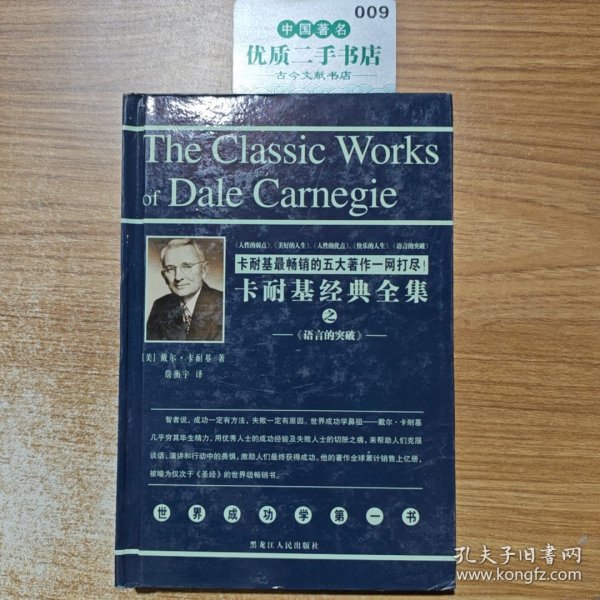 009
中国著名
优质二手书店
古今文献书店
The Classic Works
of Dale Carnegie
《人性的弱点》、《美好的人生》、《人性的优点》、《快乐的人生》、《语言的突破》
卡耐基最畅销的五大著作一网打尽！
卡耐基经典全集
之
《语言的突破》
[美] 戴尔·卡耐基 著
詹衡宇 译
智者说，成功一定有方法，失败一定有原因。世界成功学鼻祖——戴尔·卡耐基
几乎穷其毕生精力，用优秀人士的成功经验及失败人士的切肤之痛，来帮助人们克服
谈话、演讲和行动中的畏惧，激励人们最终获得成功。他的著作全球累计销售上亿册，
被喻为仅次于《圣经》的世界级畅销书。
世界成功学第一书
黑龙江人民出版社
孔夫子旧书网
www.kongfz.com